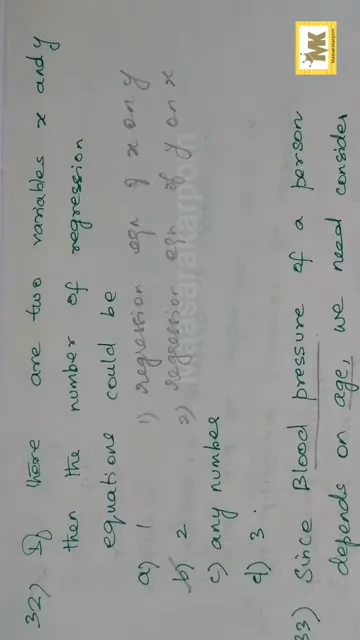 32) If there are two variables x and y
then the number of regression
equations could be
a) 1 1) regression eqn of x on y
b) 2 2) regression eqn of y on x
c) any number
d) 3.
33) Since Blood pressure of a person
depends on age, we need consider
MK